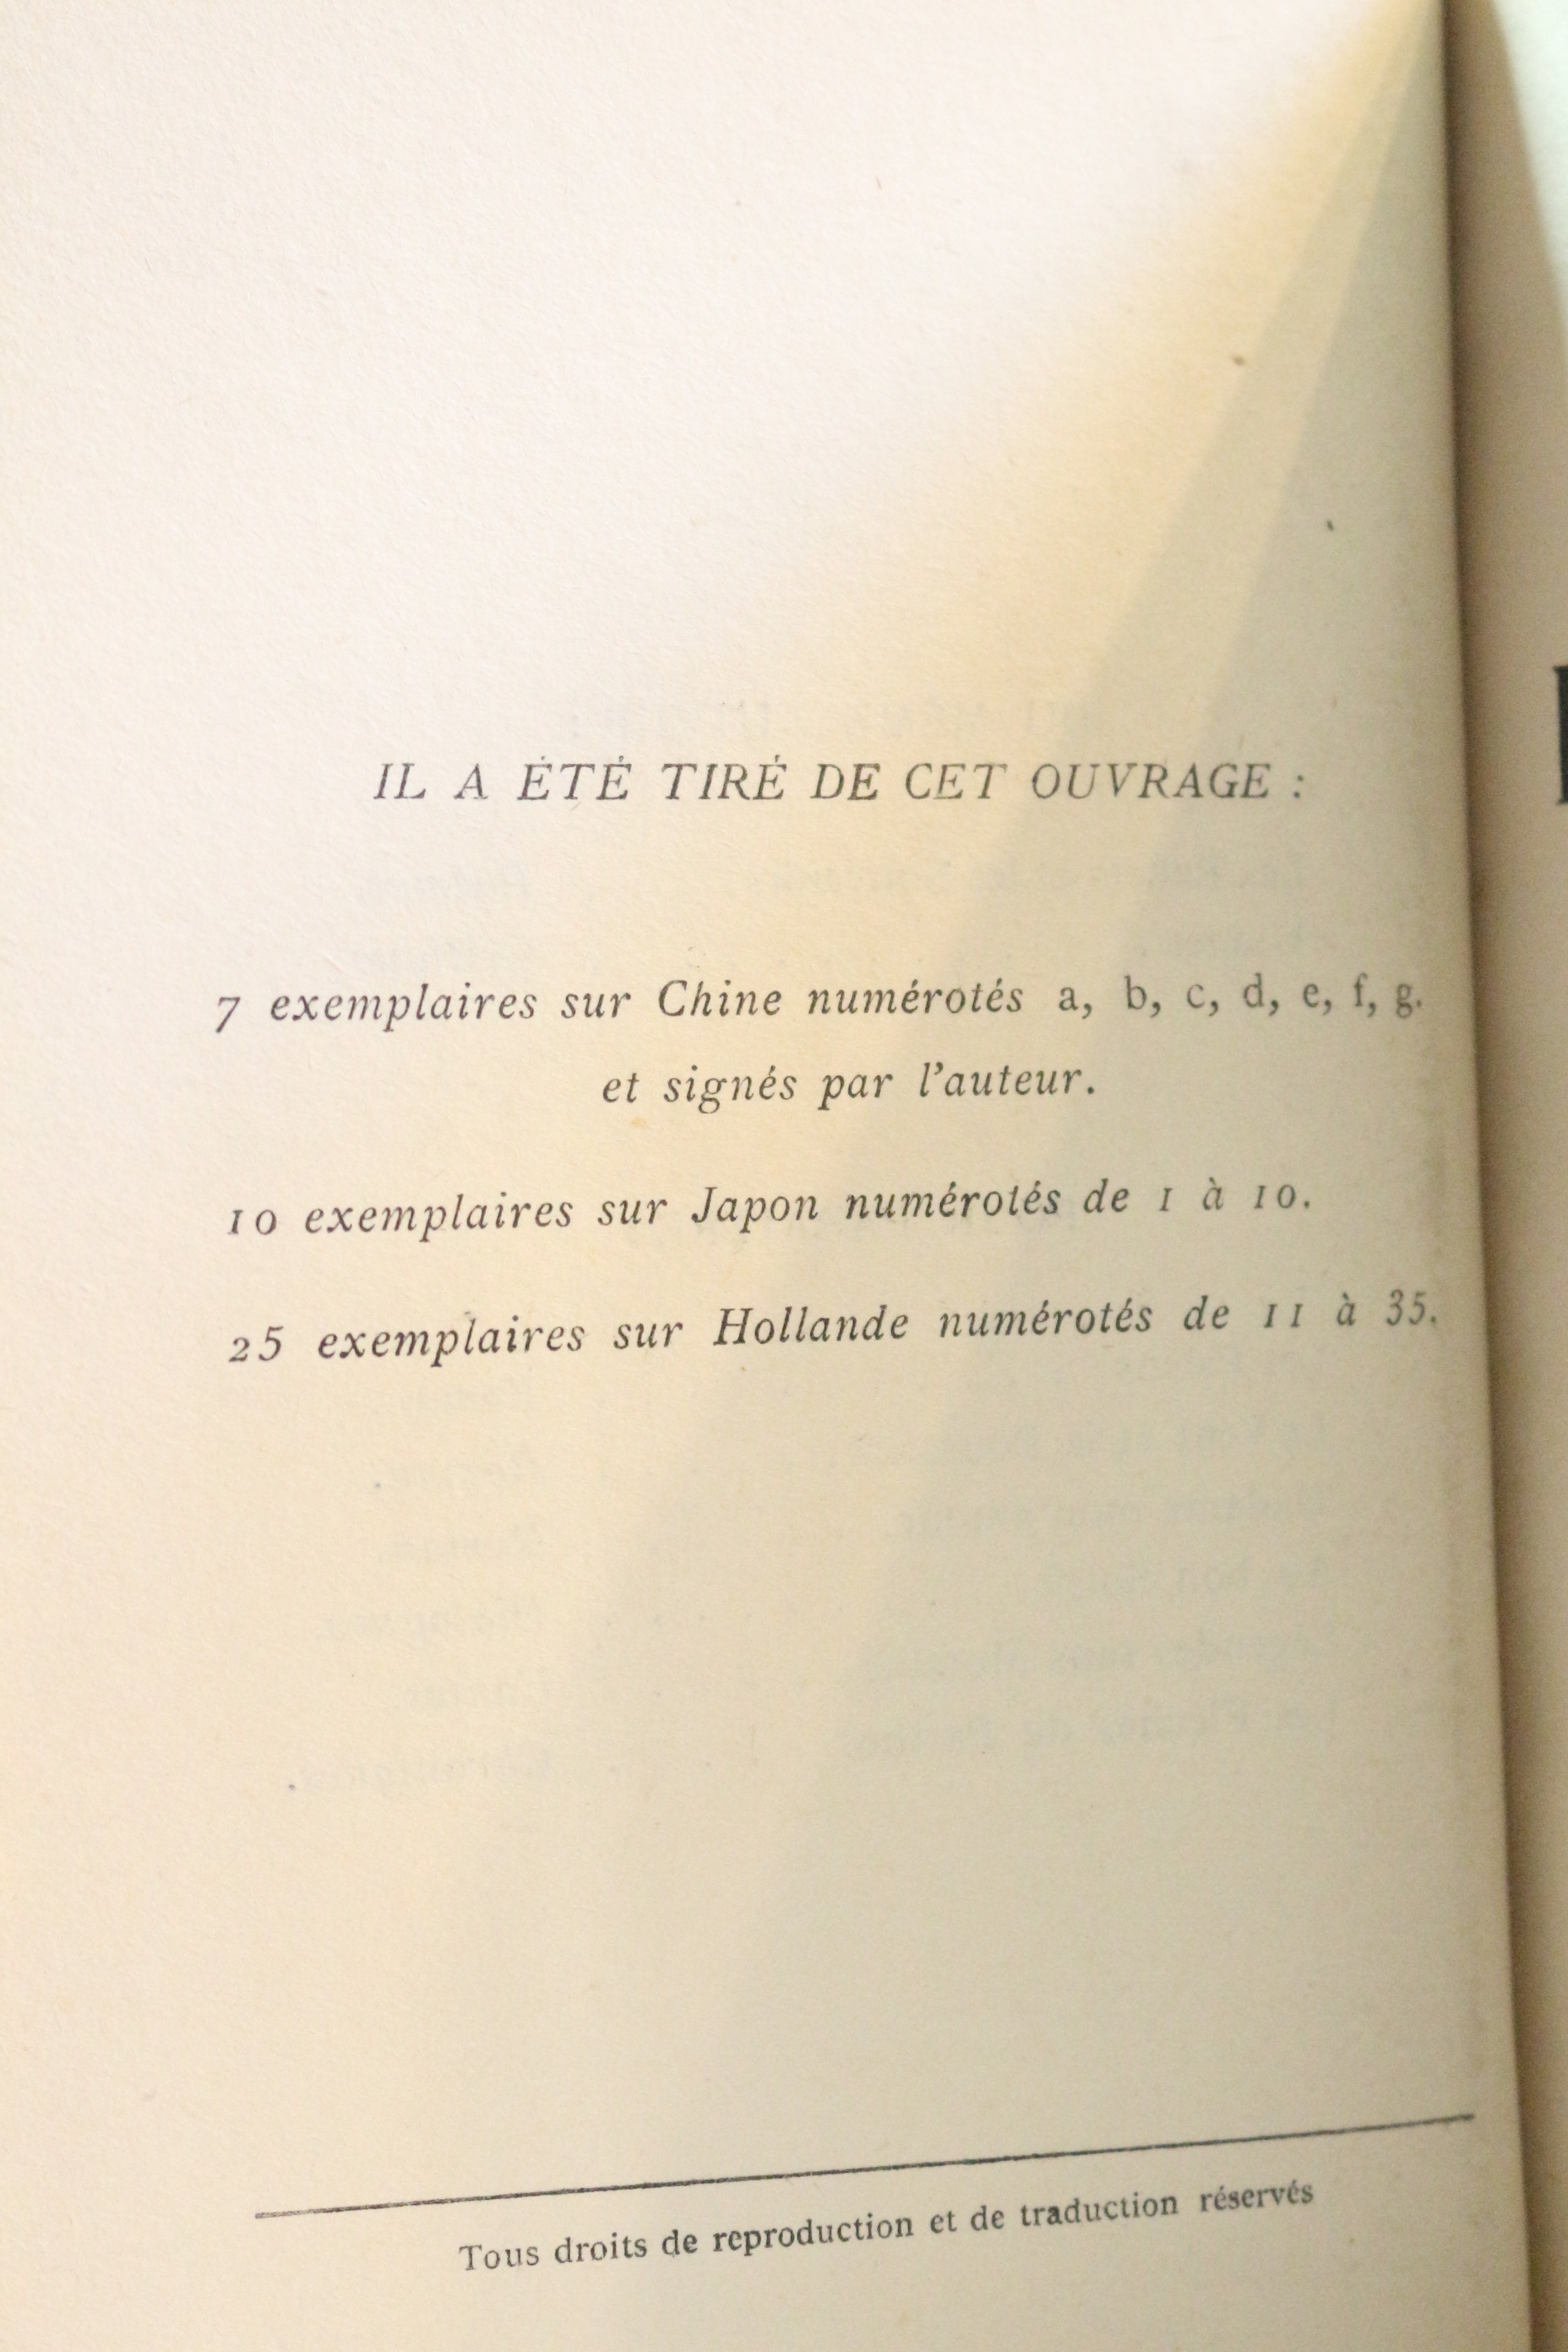 IL A ÉTÉ TIRÉ DE CET OUVRAGE :
7 exemplaires sur Chine numérotés a, b, c, d, e, f, g.
et signés par l’auteur.
10 exemplaires sur Japon numérotés de 1 à 10.
25 exemplaires sur Hollande numérotés de 11 à 35.
Tous droits de reproduction et de traduction réservés